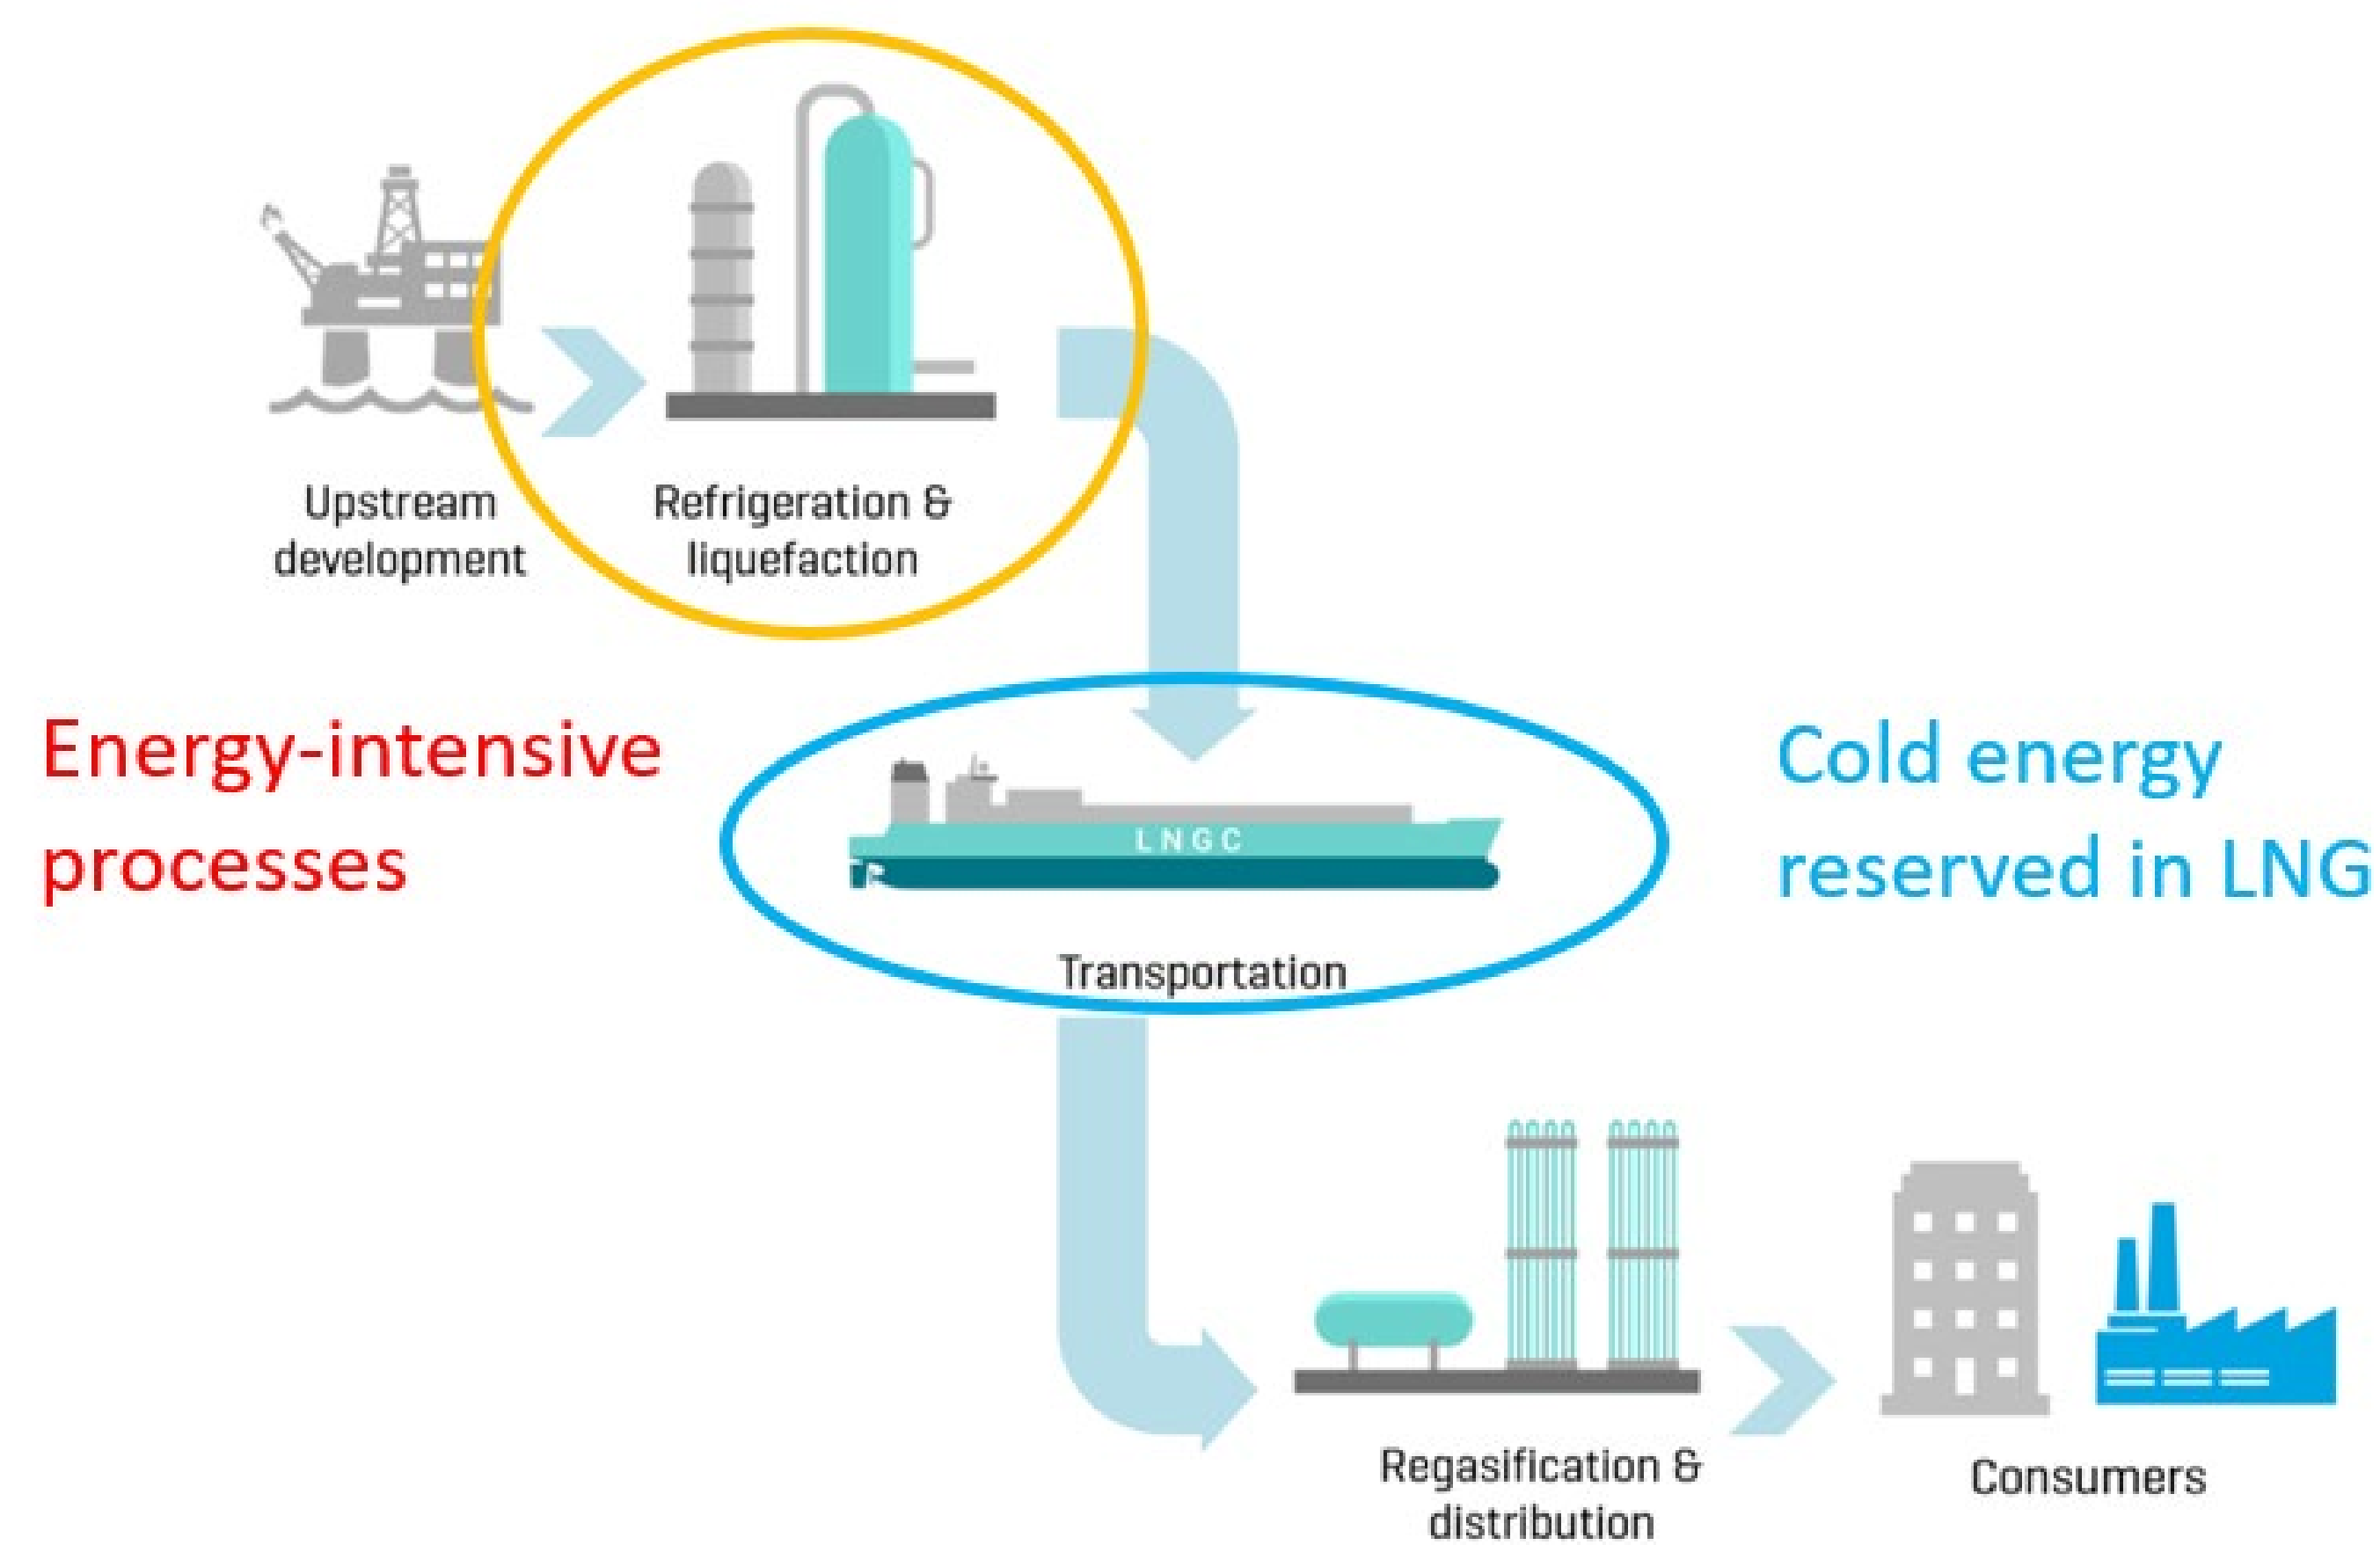 Upstream
development
Refrigeration &
liquefaction
Energy-intensive
processes
LNGC
Transportation
Cold energy
reserved in LNG
Regasification &
distribution
Consumers